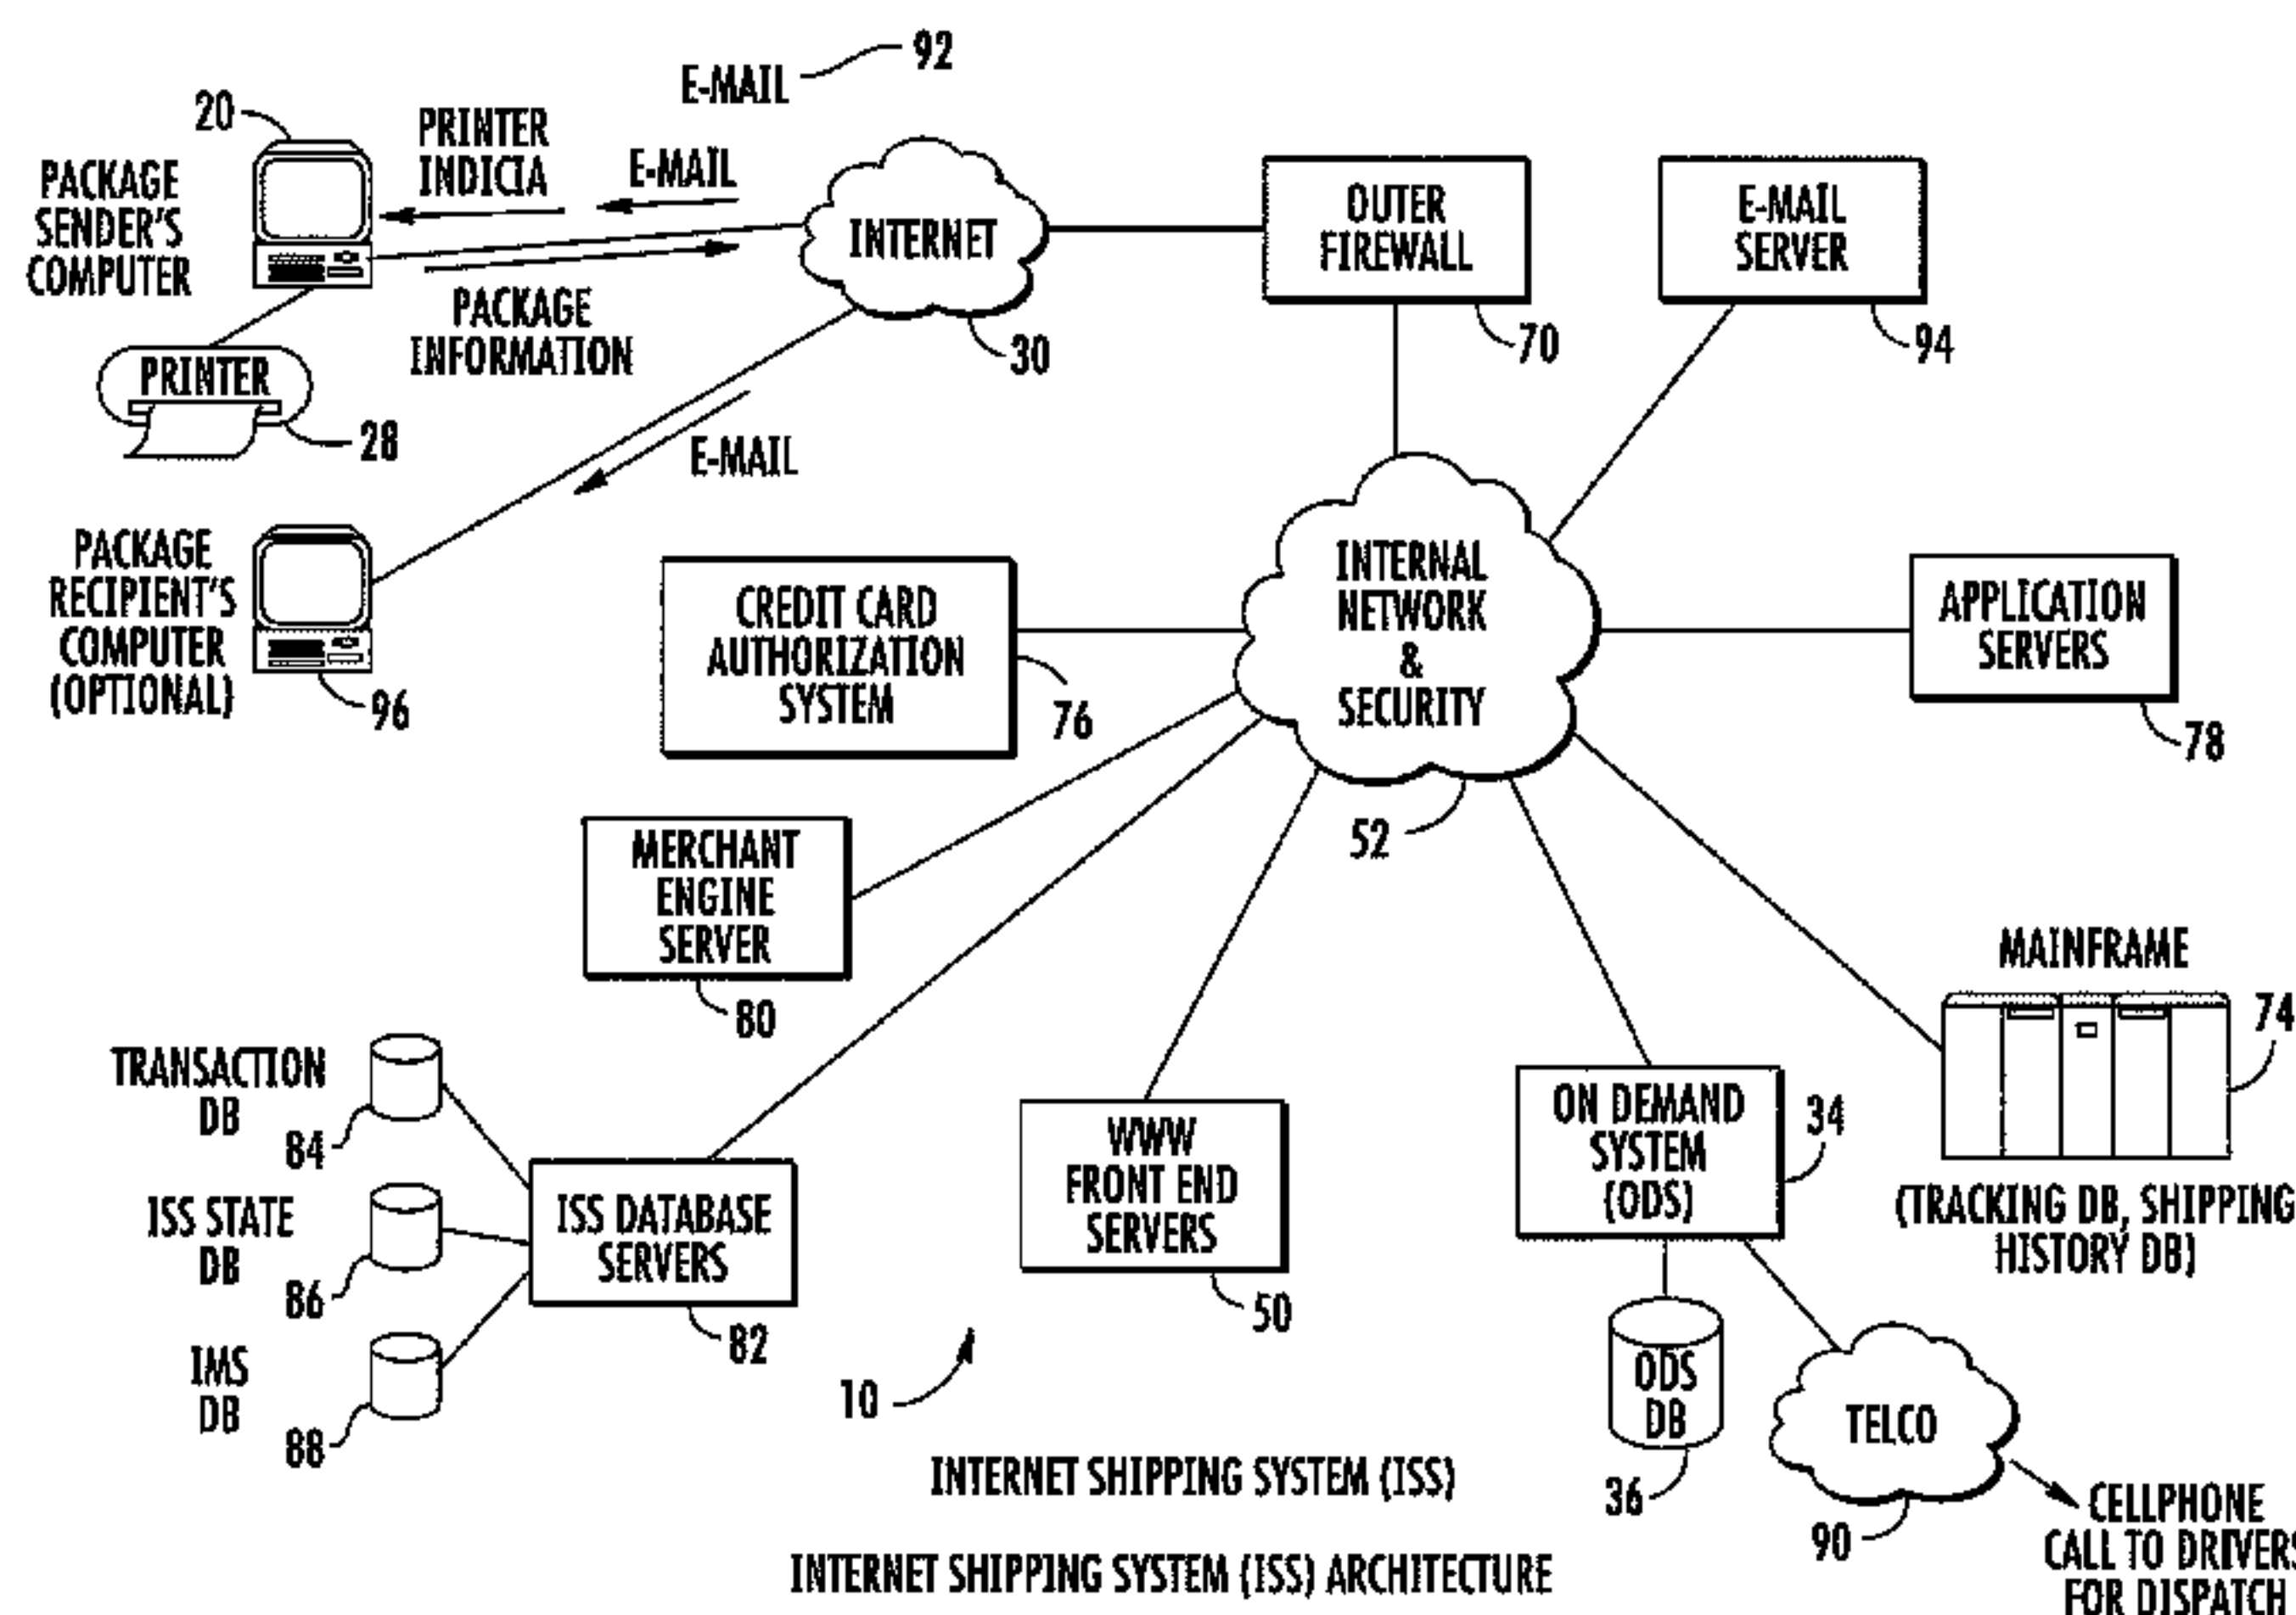 E-MAIL
92
20
PRINTER
INDICIA
E-MAIL
PACKAGE
SENDER'S
COMPUTER
INTERNET
30
PACKAGE
INFORMATION
PRINTER
28
OUTER
FIREWALL
70
E-MAIL
SERVER
94
E-MAIL
PACKAGE
RECIPIENT'S
COMPUTER
(OPTIONAL)
96
CREDIT CARD
AUTHORIZATION
SYSTEM
76
INTERNAL
NETWORK
&
SECURITY
52
APPLICATION
SERVERS
78
MERCHANT
ENGINE
SERVER
80
MAINFRAME
74
(TRACKING DB, SHIPPING
HISTORY DB)
TRANSACTION
DB
84
ISS STATE
DB
86
IMS
DB
88
ISS DATABASE
SERVERS
82
WWW
FRONT END
SERVERS
50
ON DEMAND
SYSTEM
(ODS)
34
ODS
DB
36
TELCO
90
CELLPHONE
CALL TO DRIVERS
FOR DISPATCH
10
INTERNET SHIPPING SYSTEM (ISS)
INTERNET SHIPPING SYSTEM (ISS) ARCHITECTURE